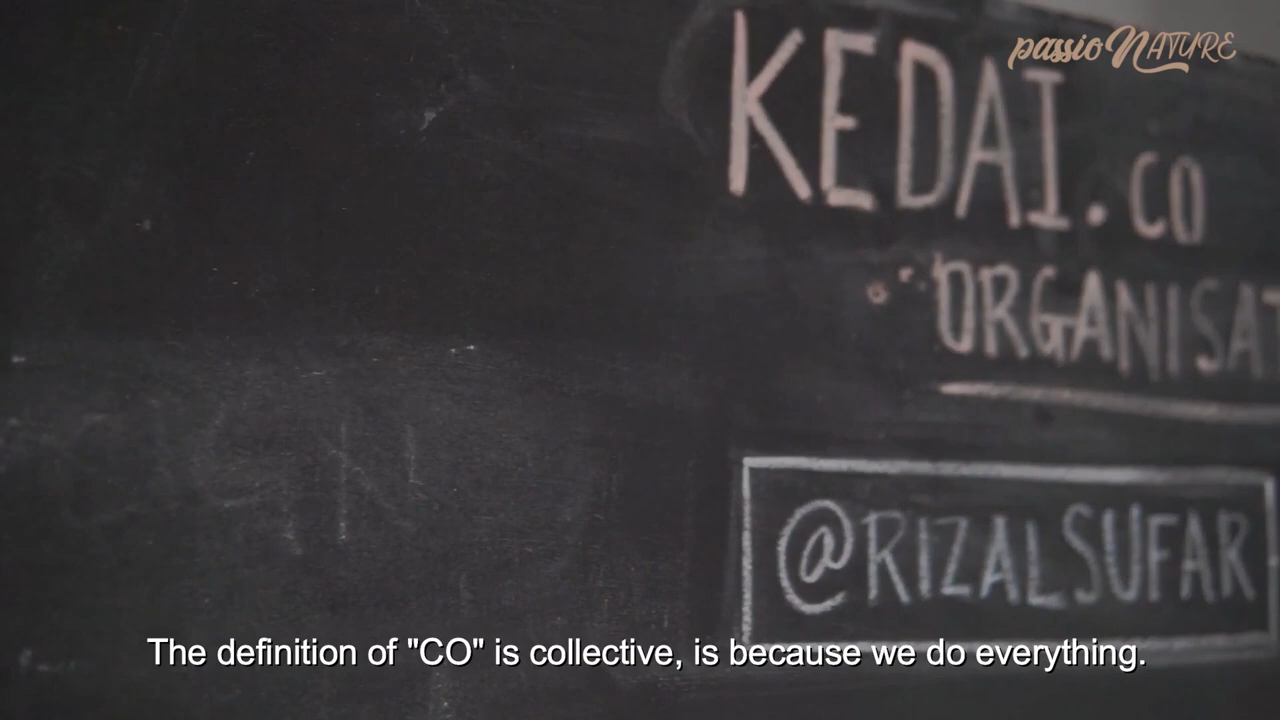 passioNATURE
KEDAI.CO
ORGANISAT
@RIZALSUFAR
The definition of "CO" is collective, is because we do everything.